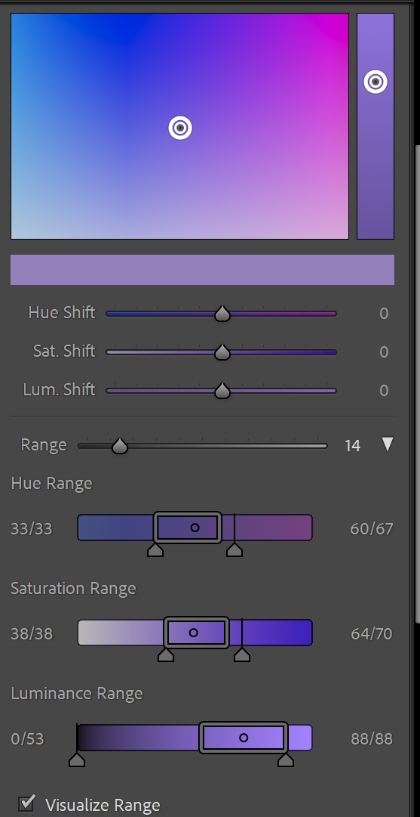 Hue Shift 0
Sat. Shift 0
Lum. Shift 0
Range 14
Hue Range
33/33 60/67
Saturation Range
38/38 64/70
Luminance Range
0/53 88/88
Visualize Range